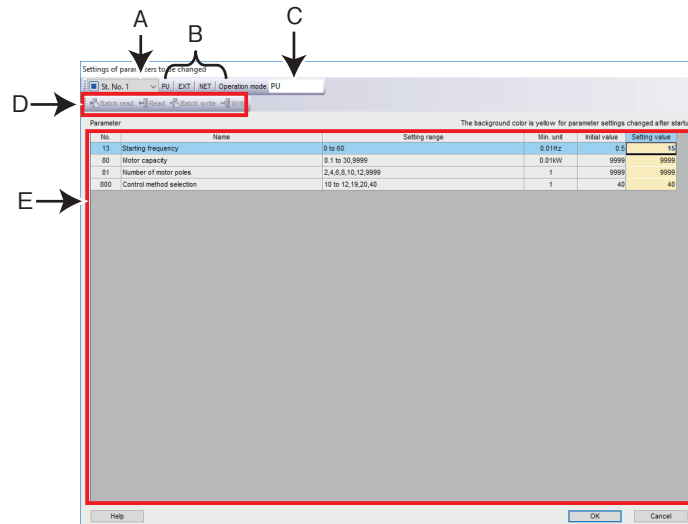 A
B
C
Settings of parameters to be changed
St. No. 1 PU EXT NET Operation mode PU
D
Batch read Read Batch write Write
Parameter The background color is yellow for parameter settings changed after startu
No. Name Setting range Min. unit Initial value Setting value
13 Starting frequency 0 to 60 0.01Hz 0.5 15
80 Motor capacity 0.1 to 30,9999 0.01kW 9999 9999
81 Number of motor poles 2,4,6,8,10,12,9999 1 9999 9999
800 Control method selection 10 to 12,19,20,40 1 40 40
E
Help OK Cancel